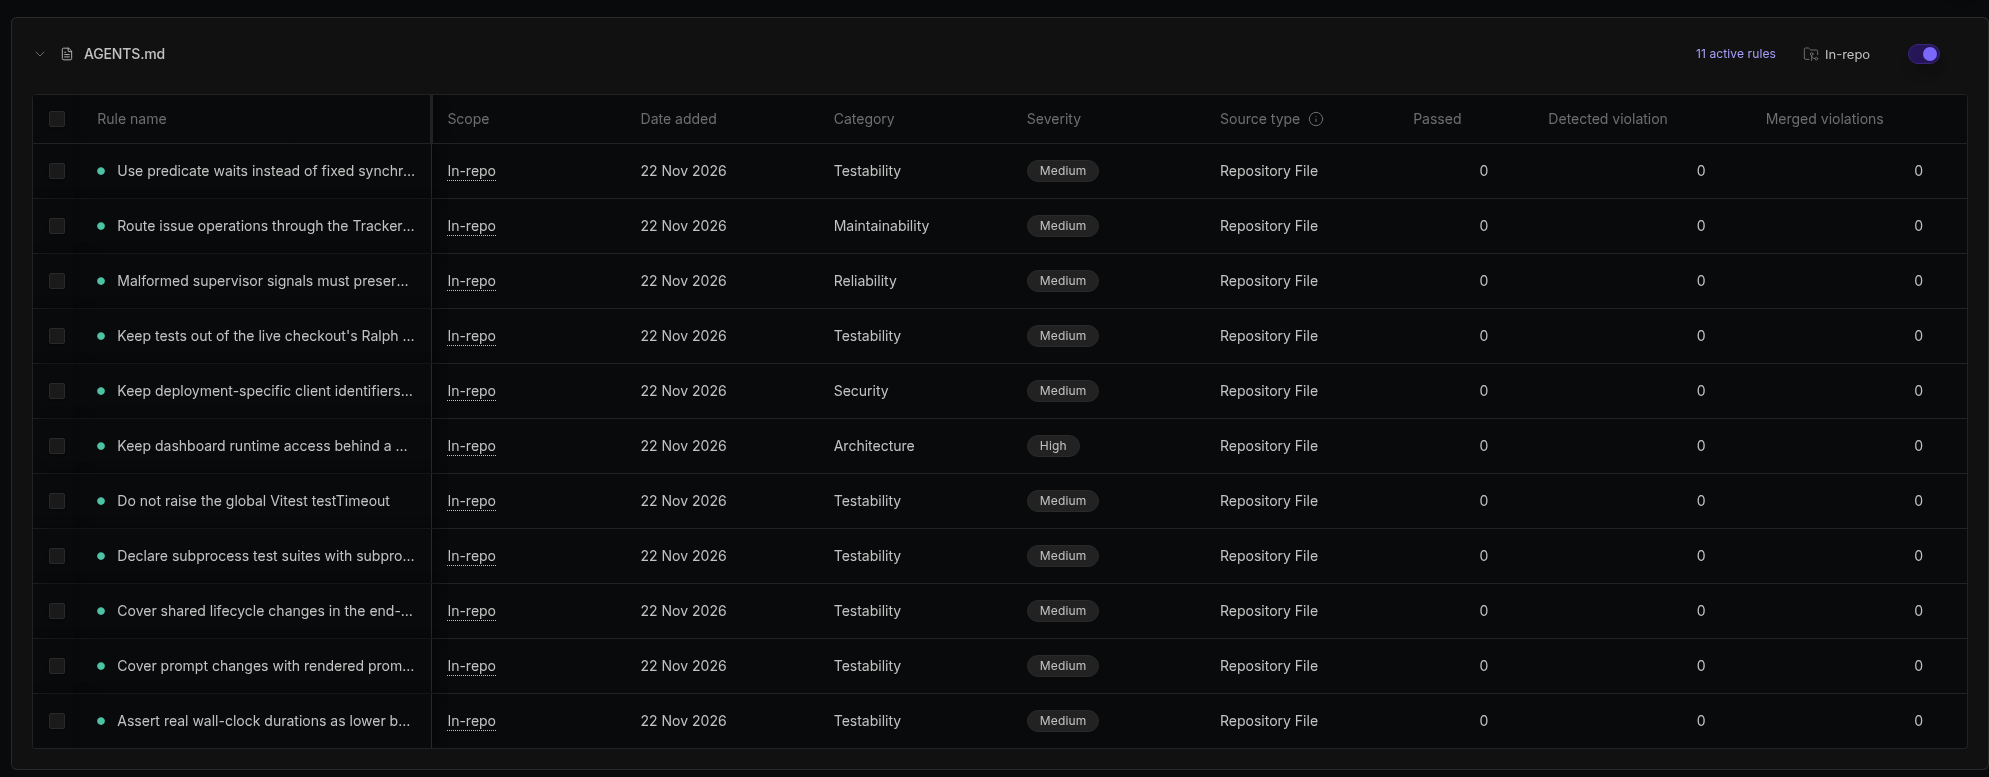 AGENTS.md 11 active rules In-repo
Rule name Scope Date added Category Severity Source type Passed Detected violation Merged violations
Use predicate waits instead of fixed synchr... In-repo 22 Nov 2026 Testability Medium Repository File 0 0 0
Route issue operations through the Tracker... In-repo 22 Nov 2026 Maintainability Medium Repository File 0 0 0
Malformed supervisor signals must preser... In-repo 22 Nov 2026 Reliability Medium Repository File 0 0 0
Keep tests out of the live checkout's Ralph ... In-repo 22 Nov 2026 Testability Medium Repository File 0 0 0
Keep deployment-specific client identifiers... In-repo 22 Nov 2026 Security Medium Repository File 0 0 0
Keep dashboard runtime access behind a ... In-repo 22 Nov 2026 Architecture High Repository File 0 0 0
Do not raise the global Vitest testTimeout In-repo 22 Nov 2026 Testability Medium Repository File 0 0 0
Declare subprocess test suites with subpro... In-repo 22 Nov 2026 Testability Medium Repository File 0 0 0
Cover shared lifecycle changes in the end-... In-repo 22 Nov 2026 Testability Medium Repository File 0 0 0
Cover prompt changes with rendered prom... In-repo 22 Nov 2026 Testability Medium Repository File 0 0 0
Assert real wall-clock durations as lower b... In-repo 22 Nov 2026 Testability Medium Repository File 0 0 0